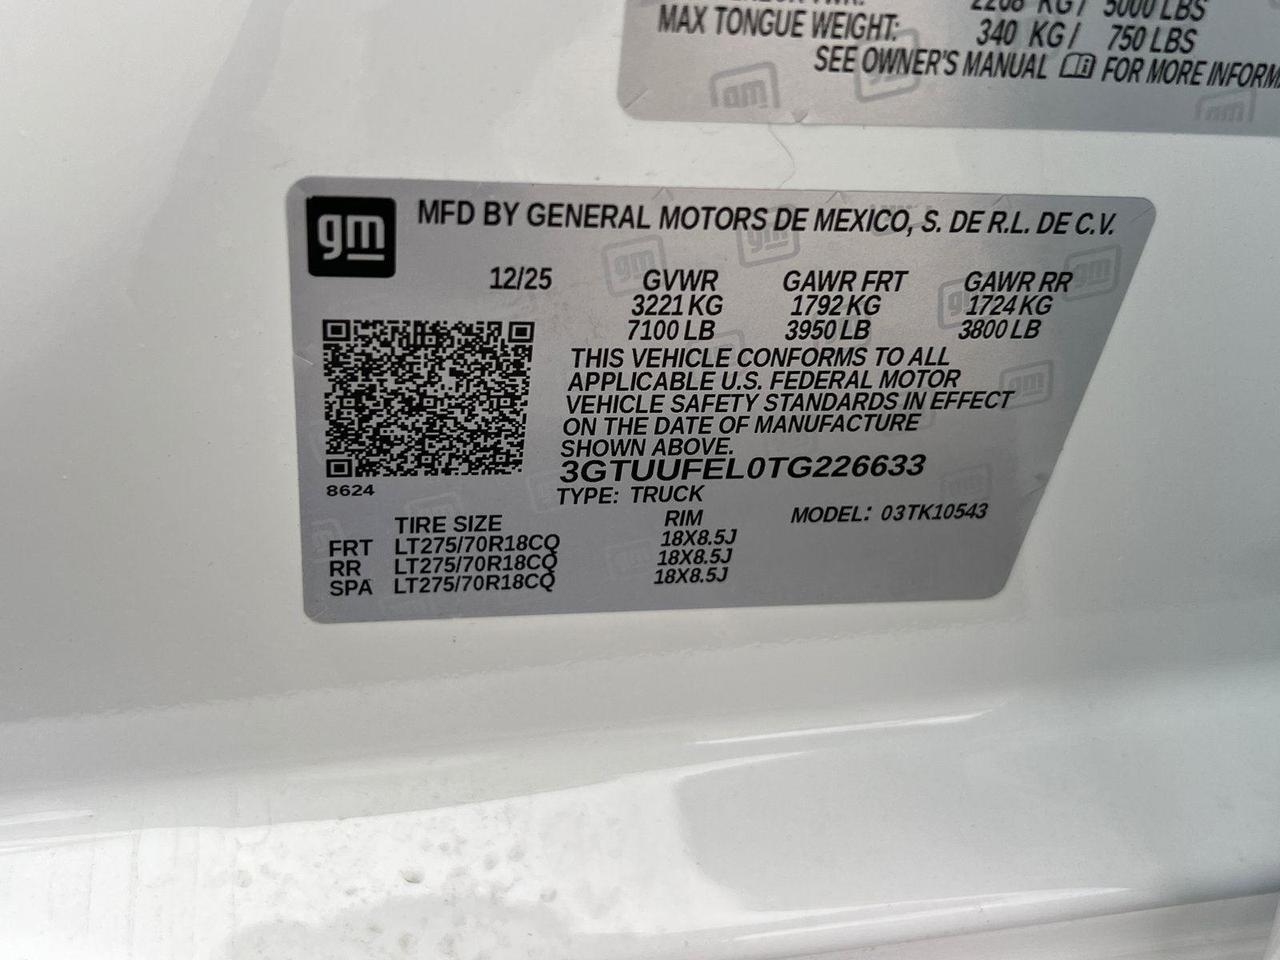 2268 KG/ 5000 LBS
MAX TONGUE WEIGHT: 340 KG/ 750 LBS
SEE OWNER'S MANUAL FOR MORE
gm
MFD BY GENERAL MOTORS DE MEXICO, S. DE R.L. DE C.V.
12/25 GVWR GAWR FRT GAWR RR
3221 KG 1792 KG 1724 KG
7100 LB 3950 LB 3800 LB
THIS VEHICLE CONFORMS TO ALL
APPLICABLE U.S. FEDERAL MOTOR
VEHICLE SAFETY STANDARDS IN EFFECT
ON THE DATE OF MANUFACTURE
SHOWN ABOVE.
3GTUUFEL0TG226633
8624
TYPE: TRUCK MODEL: 03TK10543
TIRE SIZE RIM
FRT LT275/70R18CQ 18X8.5J
RR LT275/70R18CQ 18X8.5J
SPA LT275/70R18CQ 18X8.5J